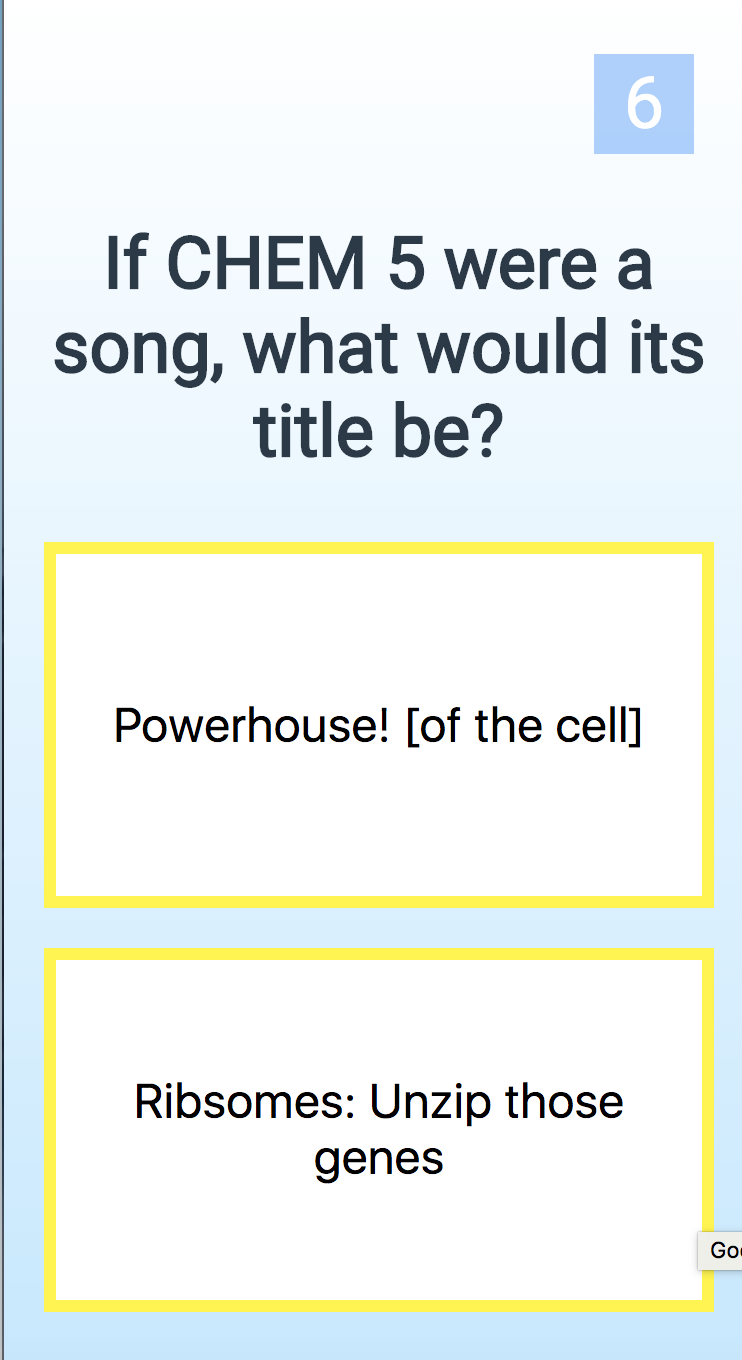 6
If CHEM 5 were a
song, what would its
title be?
Powerhouse! [of the cell]
Ribsomes: Unzip those
genes